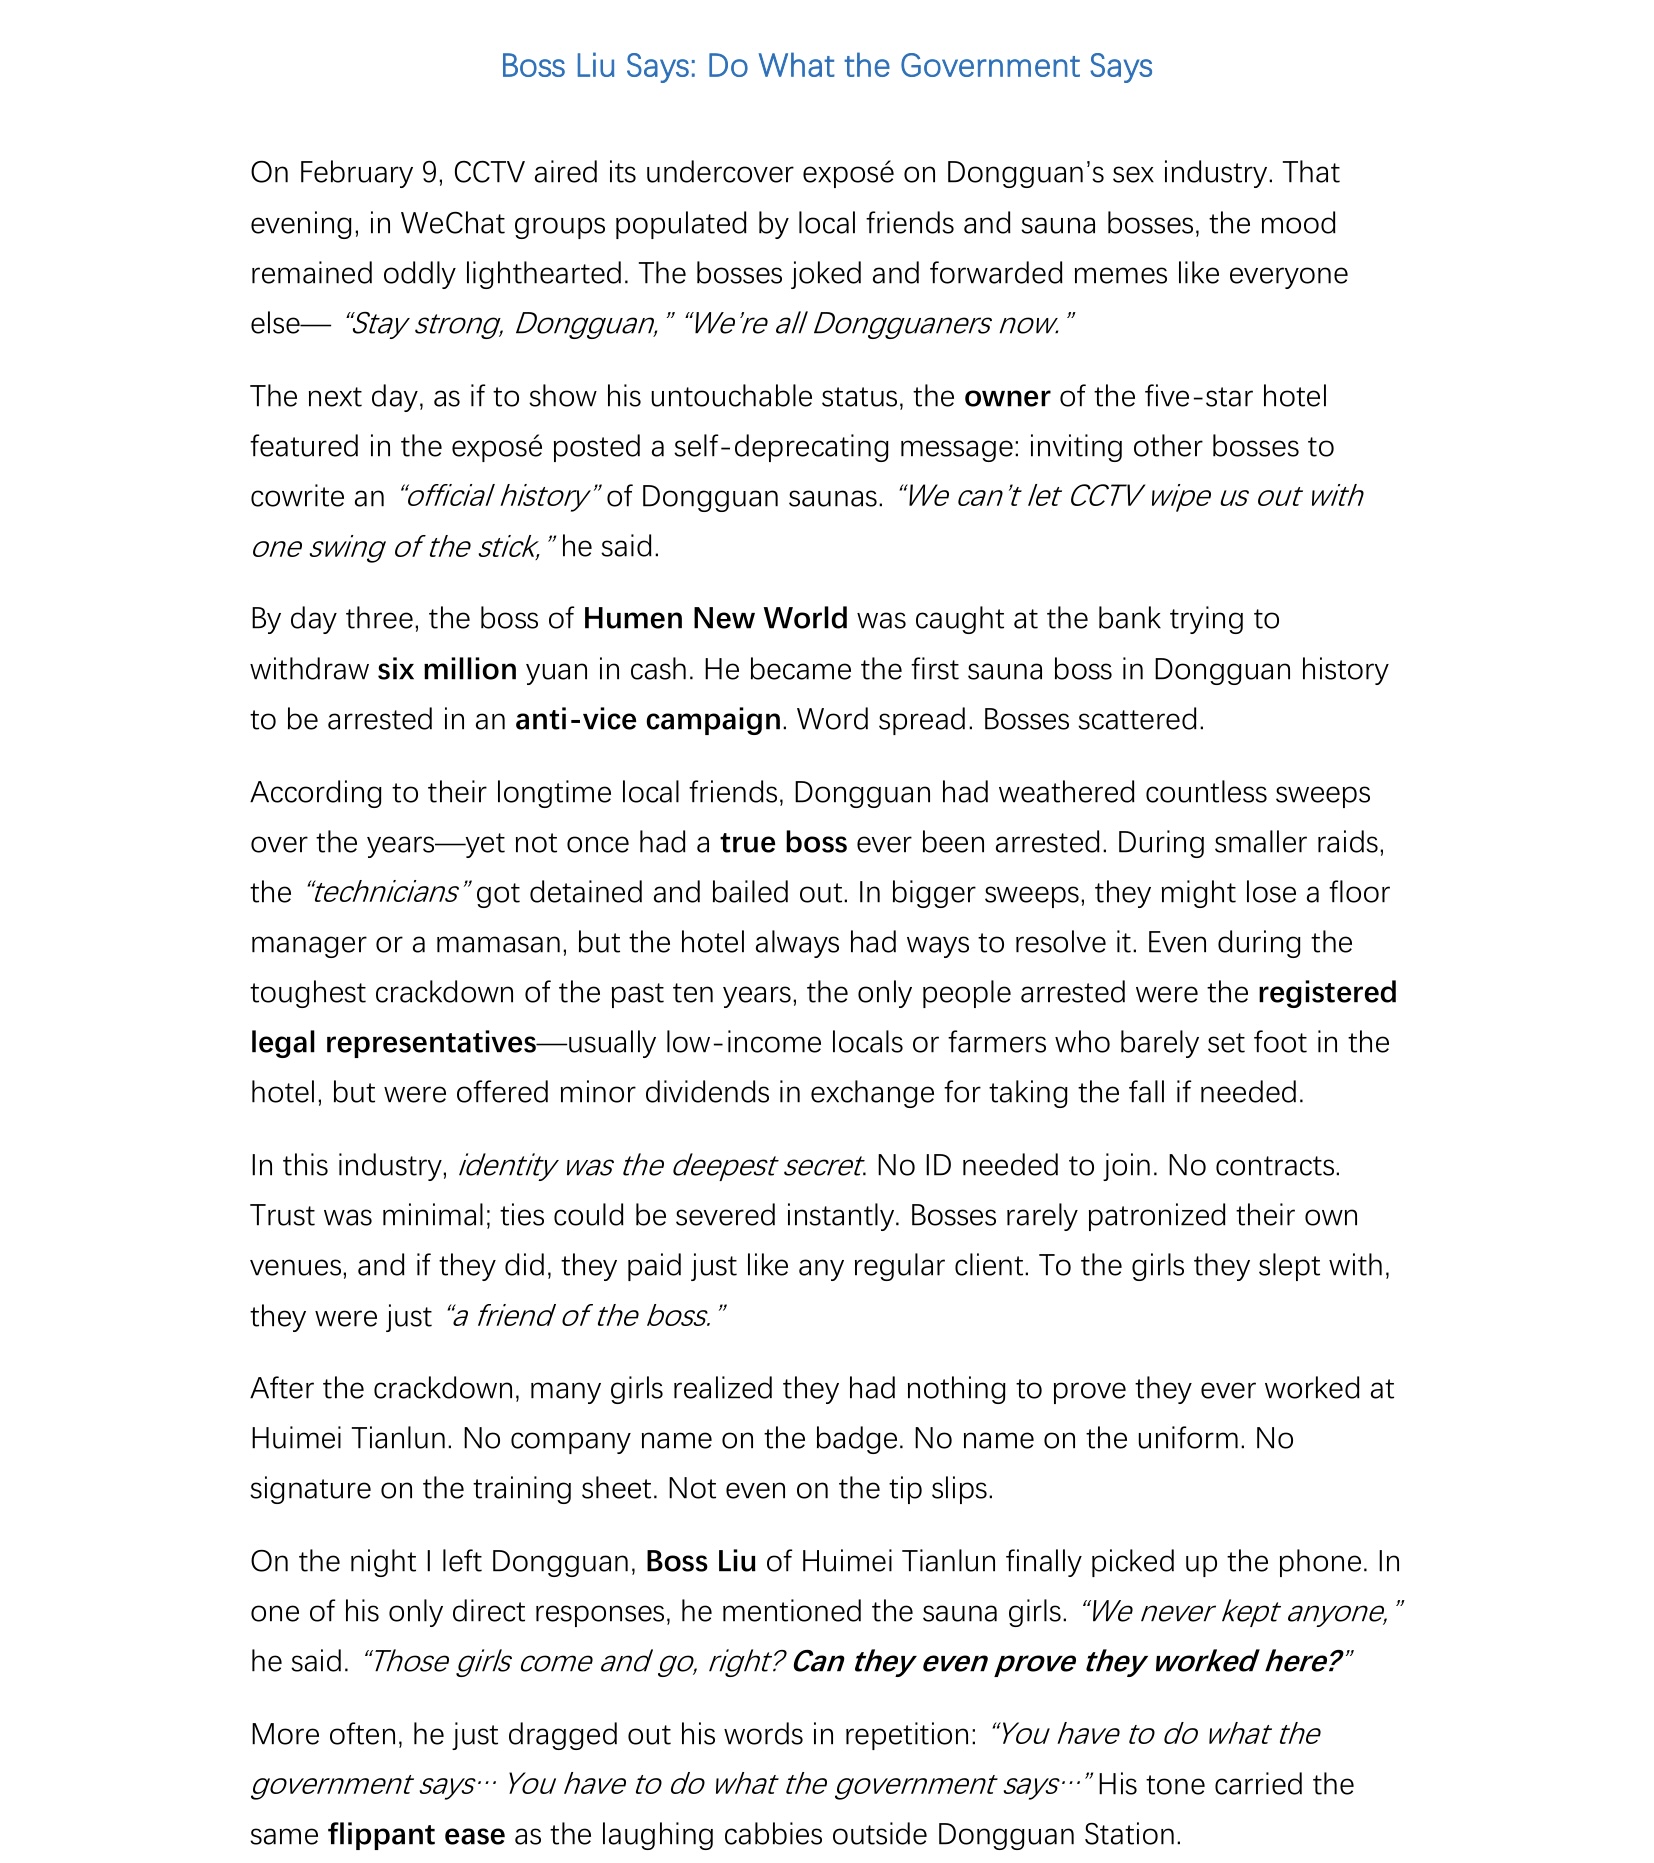 Boss Liu Says: Do What the Government Says
On February 9, CCTV aired its undercover exposé on Dongguan’s sex industry. That
evening, in WeChat groups populated by local friends and sauna bosses, the mood
remained oddly lighthearted. The bosses joked and forwarded memes like everyone
else— “Stay strong, Dongguan,” “We’re all Dongguaners now.”
The next day, as if to show his untouchable status, the owner of the five-star hotel
featured in the exposé posted a self-deprecating message: inviting other bosses to
cowrite an “official history” of Dongguan saunas. “We can’t let CCTV wipe us out with
one swing of the stick,” he said.
By day three, the boss of Humen New World was caught at the bank trying to
withdraw six million yuan in cash. He became the first sauna boss in Dongguan history
to be arrested in an anti-vice campaign. Word spread. Bosses scattered.
According to their longtime local friends, Dongguan had weathered countless sweeps
over the years—yet not once had a true boss ever been arrested. During smaller raids,
the “technicians” got detained and bailed out. In bigger sweeps, they might lose a floor
manager or a mamasan, but the hotel always had ways to resolve it. Even during the
toughest crackdown of the past ten years, the only people arrested were the registered
legal representatives—usually low-income locals or farmers who barely set foot in the
hotel, but were offered minor dividends in exchange for taking the fall if needed.
In this industry, identity was the deepest secret. No ID needed to join. No contracts.
Trust was minimal; ties could be severed instantly. Bosses rarely patronized their own
venues, and if they did, they paid just like any regular client. To the girls they slept with,
they were just “a friend of the boss.”
After the crackdown, many girls realized they had nothing to prove they ever worked at
Huimei Tianlun. No company name on the badge. No name on the uniform. No
signature on the training sheet. Not even on the tip slips.
On the night I left Dongguan, Boss Liu of Huimei Tianlun finally picked up the phone. In
one of his only direct responses, he mentioned the sauna girls. “We never kept anyone,”
he said. “Those girls come and go, right? Can they even prove they worked here?”
More often, he just dragged out his words in repetition: “You have to do what the
government says… You have to do what the government says…” His tone carried the
same flippant ease as the laughing cabbies outside Dongguan Station.